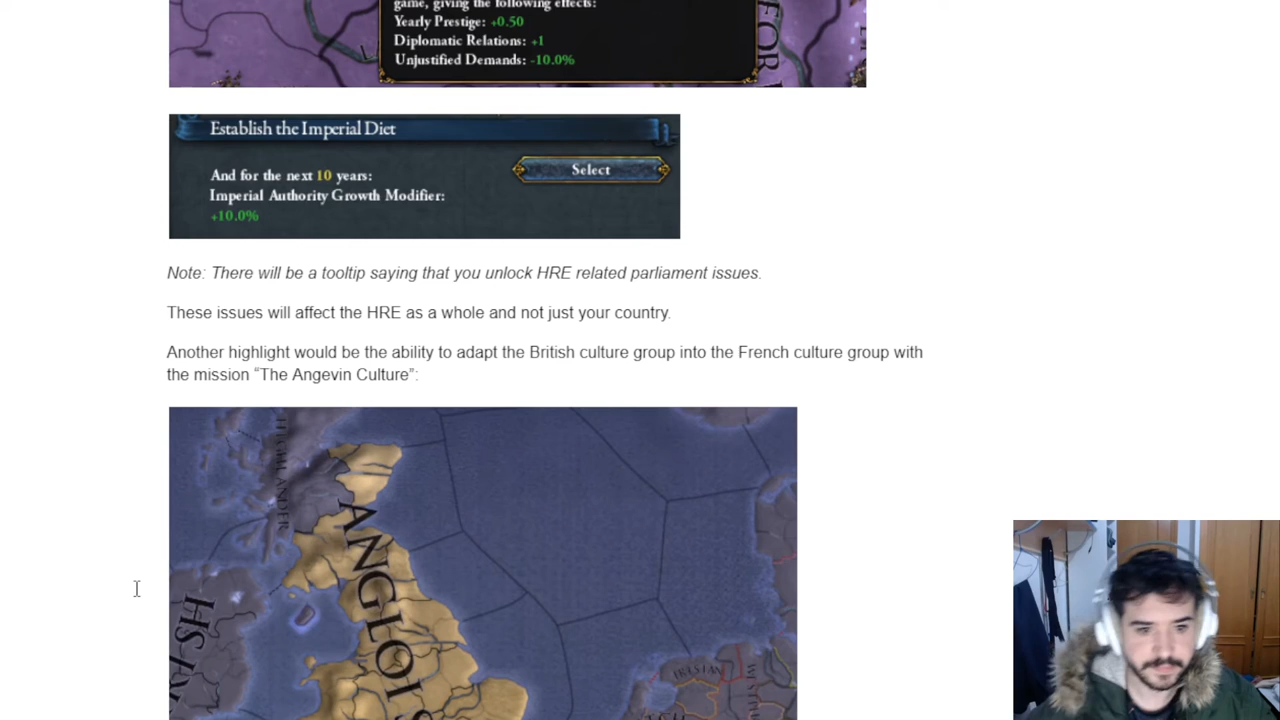 game, giving the following effects:
Yearly Prestige: +0.50
Diplomatic Relations: +1
Unjustified Demands: -10.0%
Establish the Imperial Diet
And for the next 10 years:
Select
Imperial Authority Growth Modifier:
+10.0%
Note: There will be a tooltip saying that you unlock HRE related parliament issues.
These issues will affect the HRE as a whole and not just your country.
Another highlight would be the ability to adapt the British culture group into the French culture group with
the mission “The Angevin Culture”:
HIGHLANDER
ANGLOIS